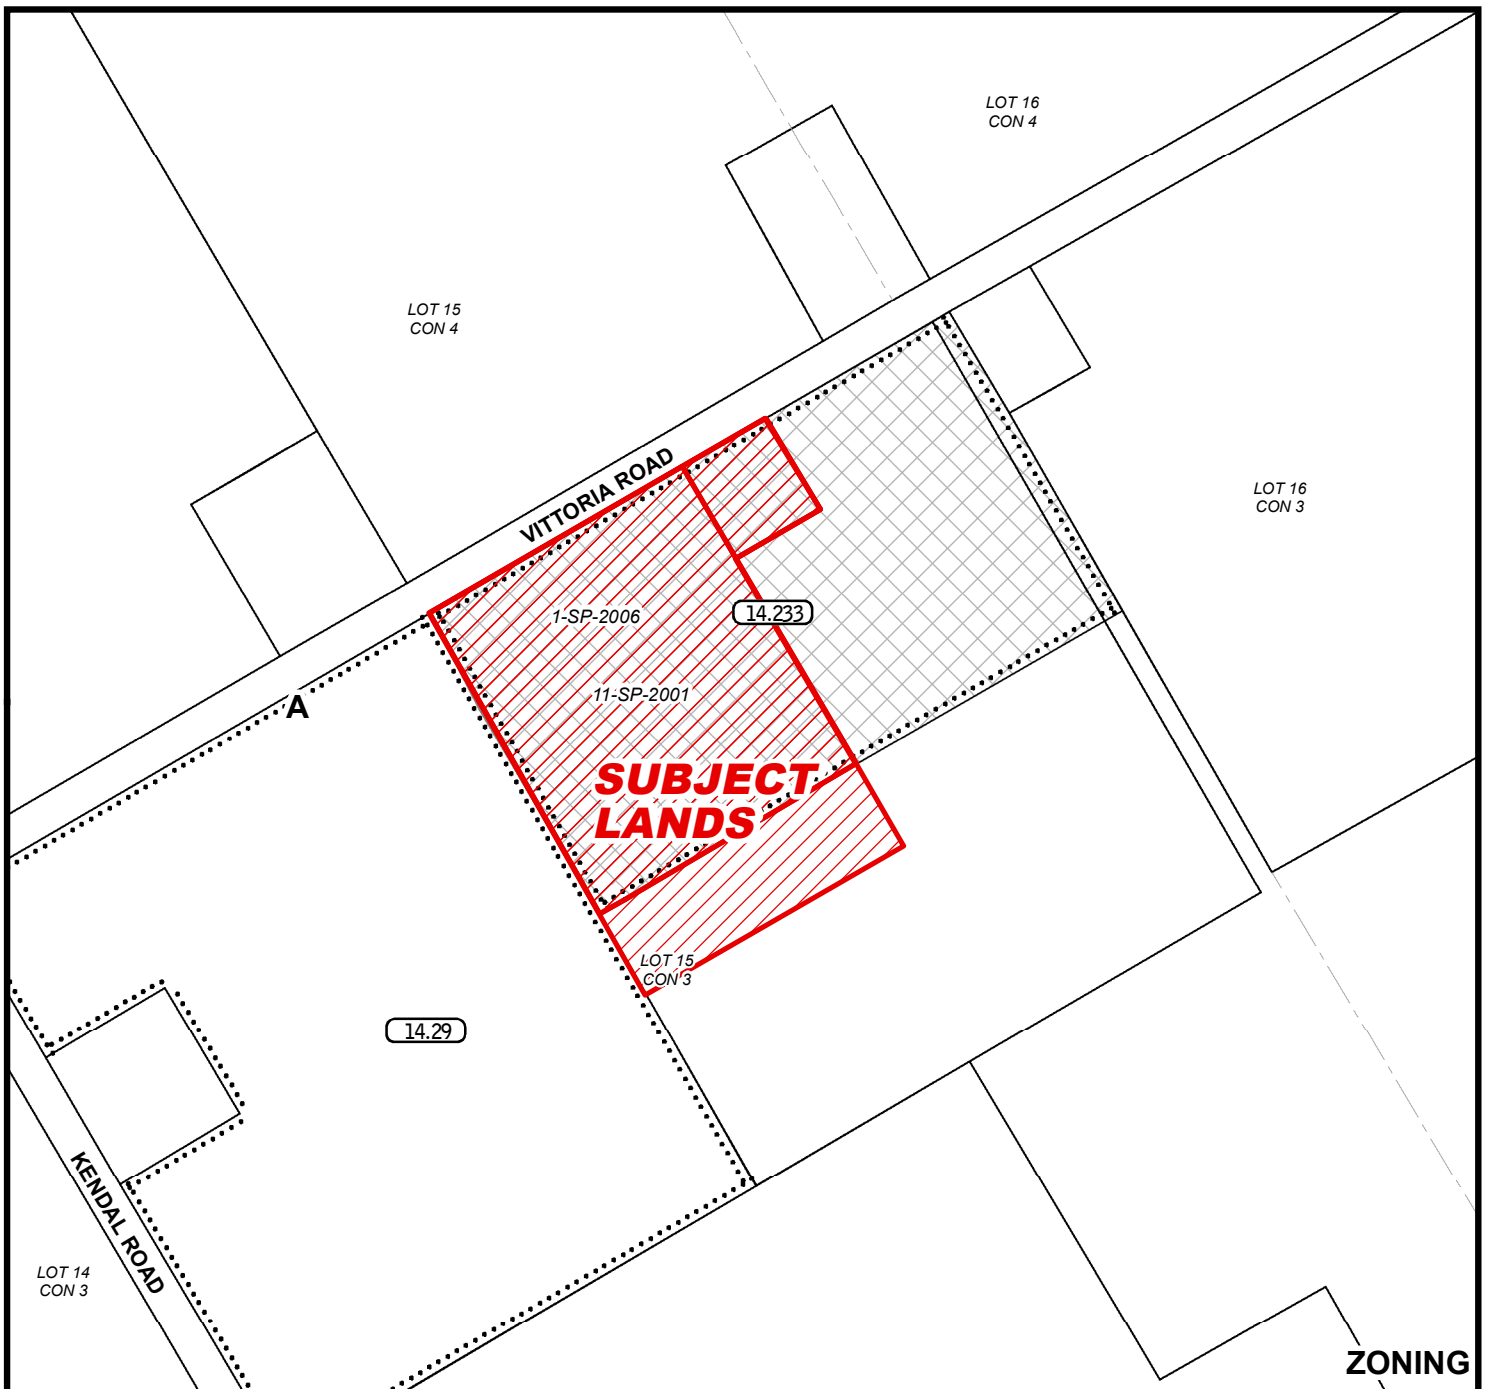 LOT 16
CON 4
LOT 15
CON 4
VITTORIA ROAD
LOT 16
CON 3
1-SP-2006
14.233
11-SP-2001
A
SUBJECT
LANDS
LOT 15
CON 3
14.29
KENDAL ROAD
LOT 14
CON 3
ZONING